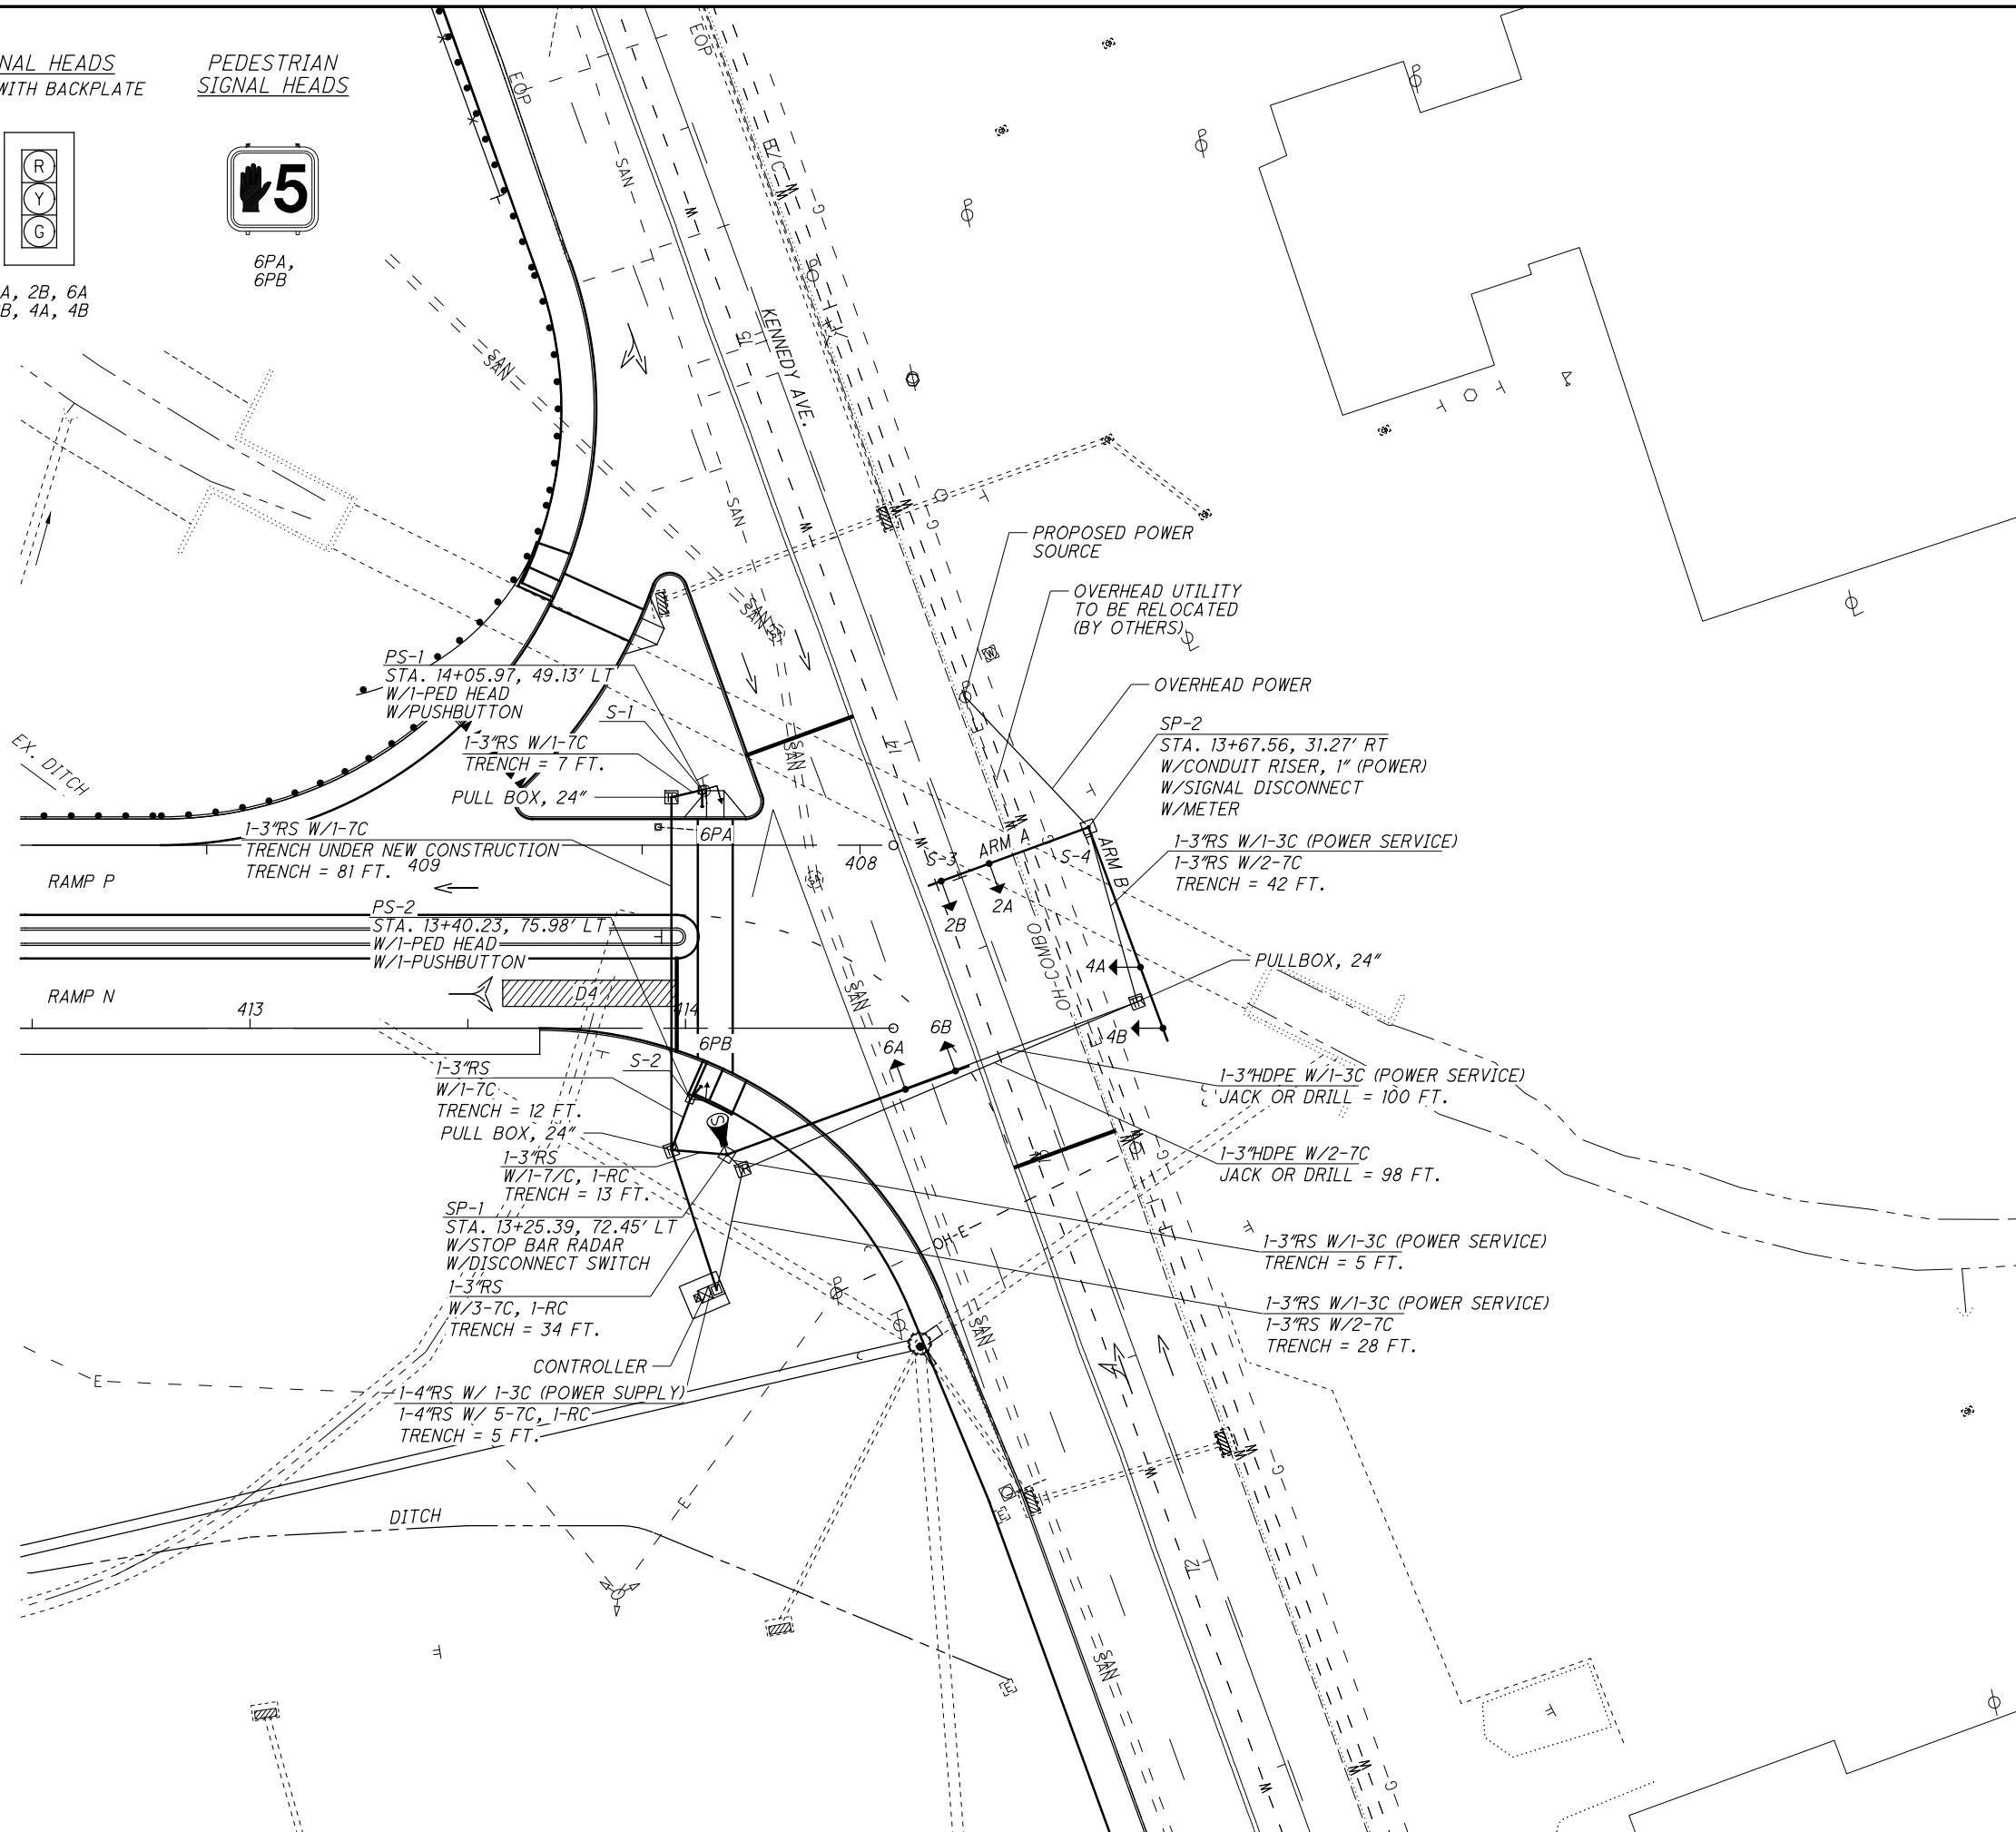 NAL HEADS
WITH BACKPLATE
PEDESTRIAN
SIGNAL HEADS
R
Y
G
5
A, 2B, 6A
B, 4A, 4B
6PA,
6PB
EOP
EOP
SAN
B/C
W
W
W
G
SAN
SAN
KENNEDY AVE.
15
SAN
W
W
W
G
PROPOSED POWER
SOURCE
OVERHEAD UTILITY
TO BE RELOCATED
(BY OTHERS)
SAN
SAN
W
PS-1
STA. 14+05.97, 49.13' LT
W/1-PED HEAD
W/PUSHBUTTON
S-1
OVERHEAD POWER
SP-2
STA. 13+67.56, 31.27' RT
W/CONDUIT RISER, 1" (POWER)
W/SIGNAL DISCONNECT
W/METER
EX. DITCH
1-3"RS W/1-7C
TRENCH = 7 FT.
SAN
SAN
14
PULL BOX, 24"
6PA
1-3"RS W/1-7C
TRENCH UNDER NEW CONSTRUCTION
TRENCH = 81 FT.
409
408
S-3
ARM A
S-4
ARM B
1-3"RS W/1-3C (POWER SERVICE)
1-3"RS W/2-7C
TRENCH = 42 FT.
RAMP P
2B
2A
PS-2
STA. 13+40.23, 75.98' LT
W/1-PED HEAD
W/1-PUSHBUTTON
OH-COMBO
4A
PULLBOX, 24"
RAMP N
D4
413
414
SAN
SAN
6PB
6A
6B
4B
E
S-2
1-3"RS
W/1-7C
TRENCH = 12 FT.
1-3"HDPE W/1-3C (POWER SERVICE)
JACK OR DRILL = 100 FT.
PULL BOX, 24"
S
1-3"RS
W/1-7/C, 1-RC
TRENCH = 13 FT.
W
W
G
1-3"HDPE W/2-7C
JACK OR DRILL = 98 FT.
SP-1
STA. 13+25.39, 72.45' LT
W/STOP BAR RADAR
W/DISCONNECT SWITCH
OH-E
1-3"RS W/1-3C (POWER SERVICE)
TRENCH = 5 FT.
1-3"RS
W/3-7C, 1-RC
TRENCH = 34 FT.
1-3"RS W/1-3C (POWER SERVICE)
1-3"RS W/2-7C
TRENCH = 28 FT.
SAN
SAN
CONTROLLER
E
1-4"RS W/ 1-3C (POWER SUPPLY)
1-4"RS W/ 5-7C, 1-RC
TRENCH = 5 FT.
W
W
W
G
E
E
DITCH
12
SAN
SAN
E
W
W
W
G